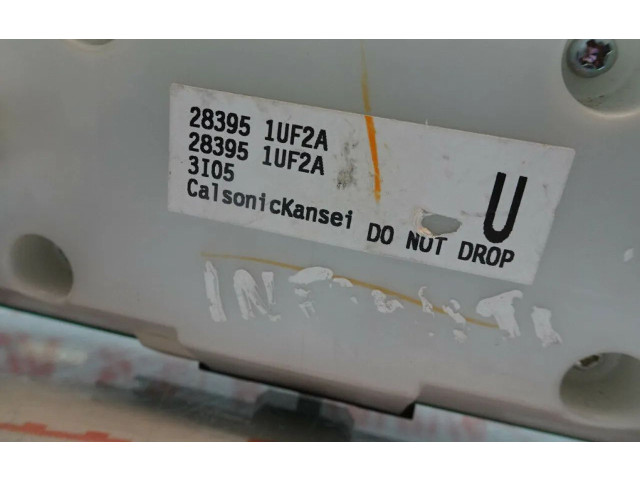 28395 1UF2A
28395 1UF2A
3I05
CalsonicKansei DO NOT DROP
U